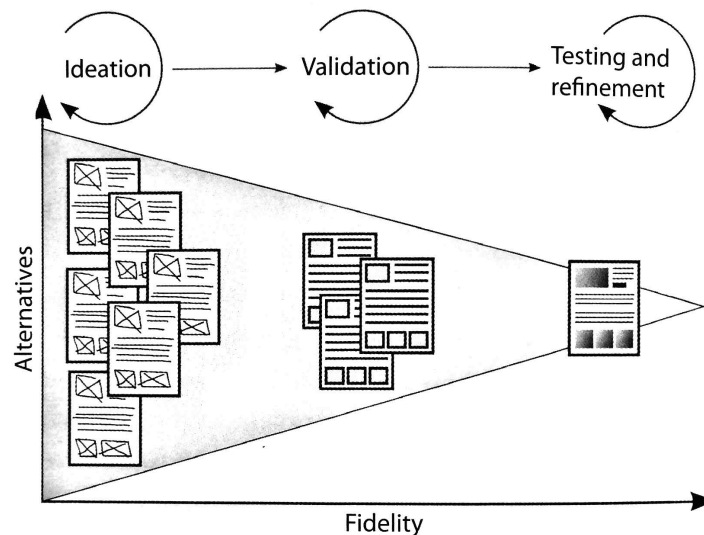 Ideation
Validation
Testing and
refinement
Alternatives
Fidelity